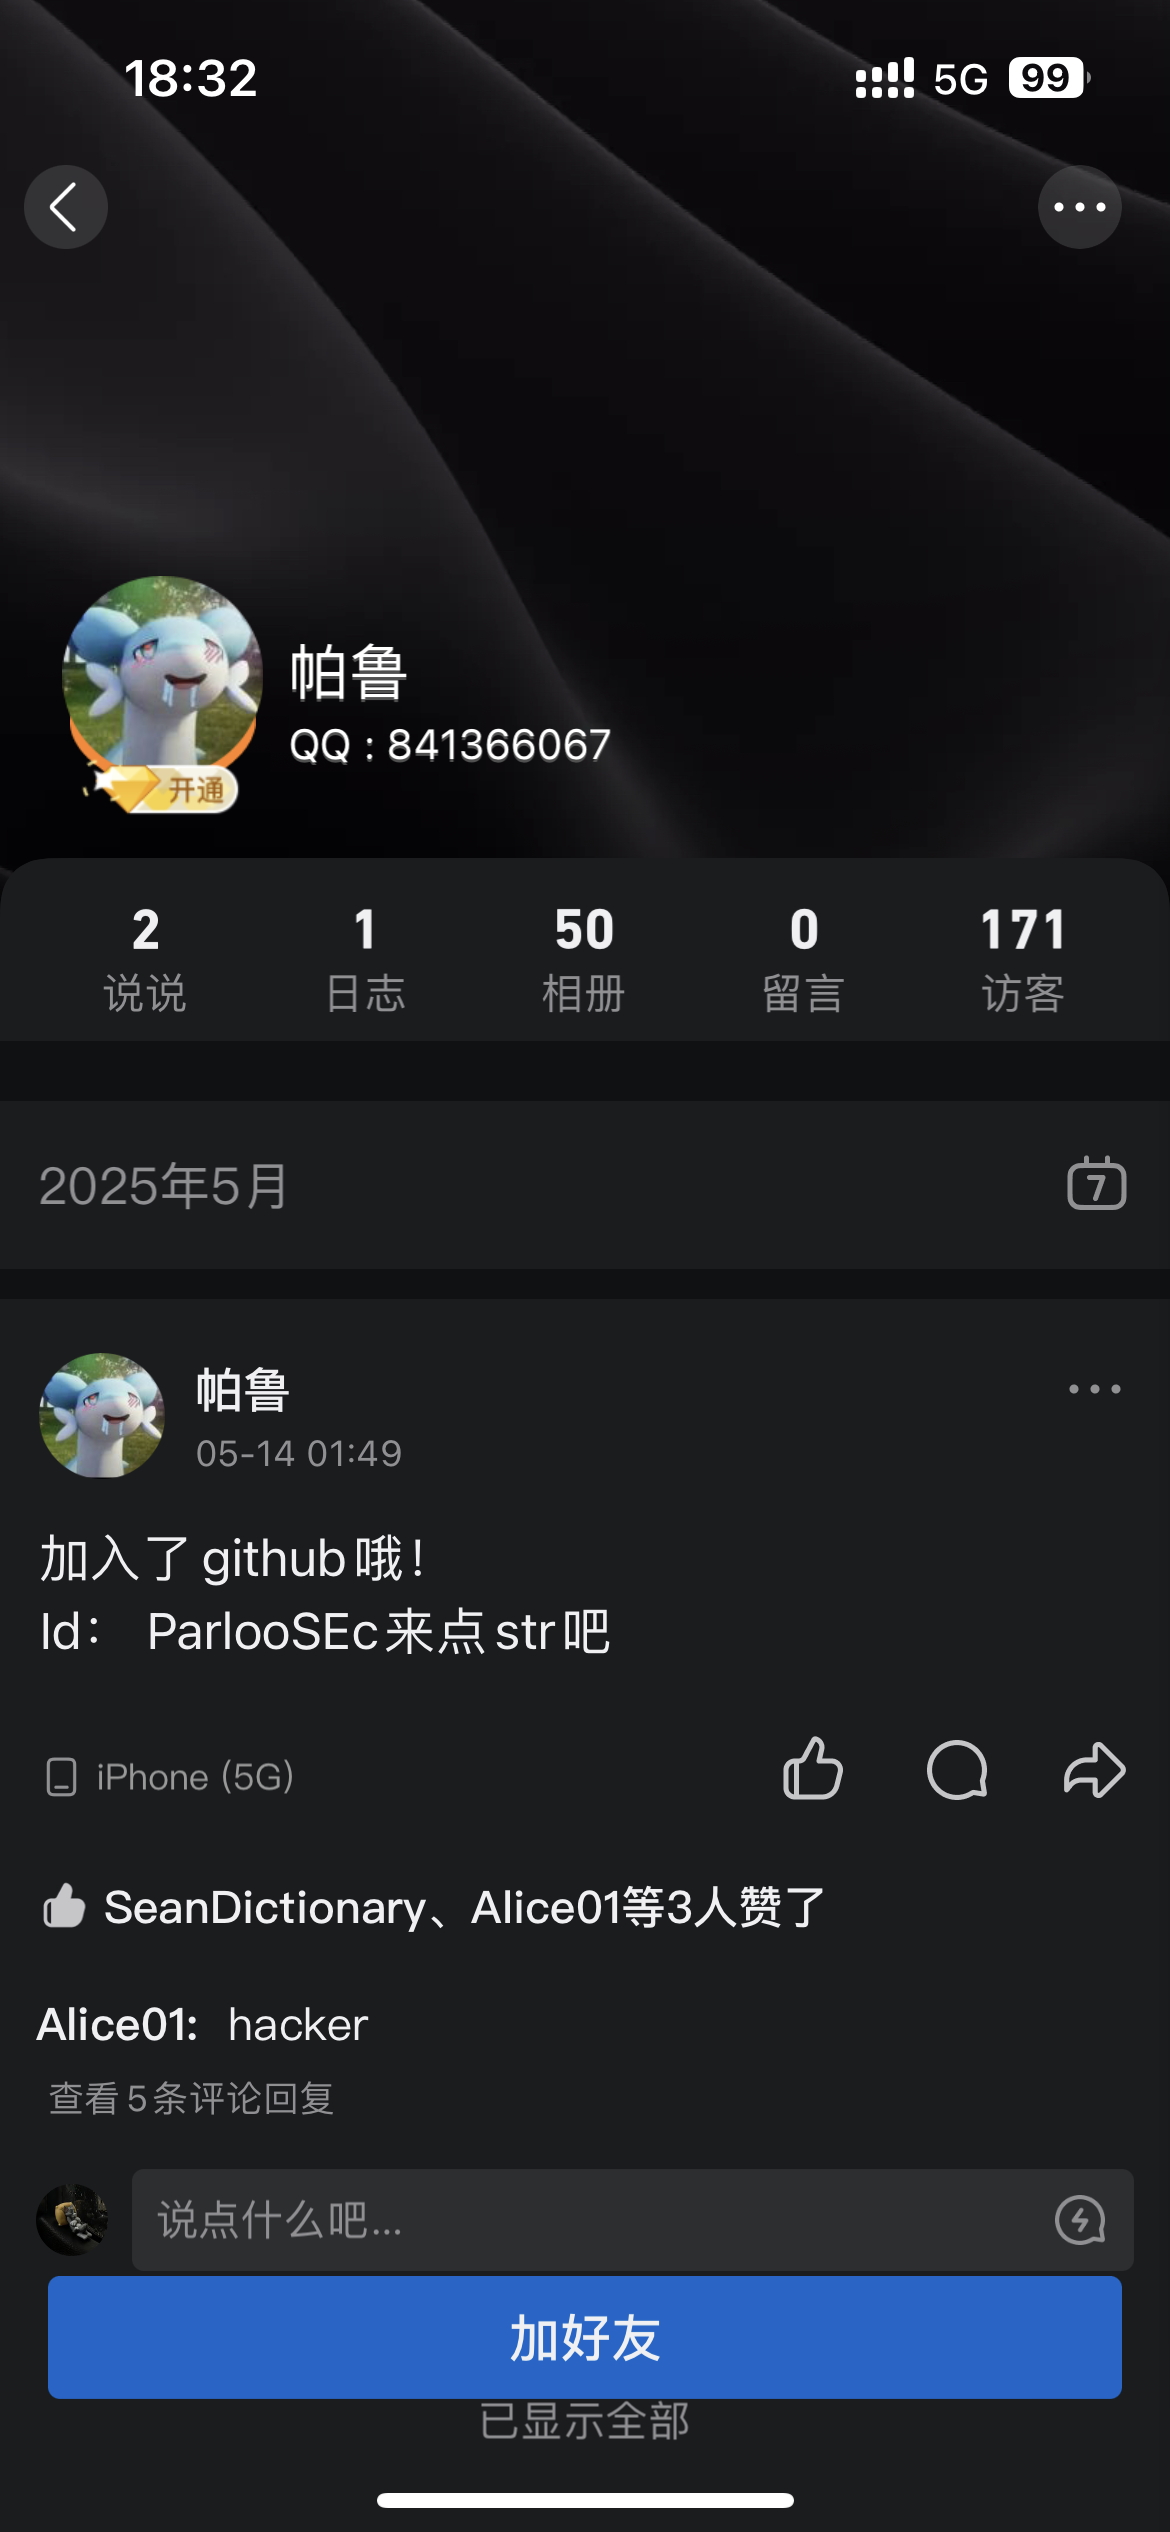 18:32
5G
99
帕鲁
QQ : 841366067
开通
2
说说
1
日志
50
相册
0
留言
171
访客
2025年5月
7
帕鲁
05-14 01:49
加入了github哦！
Id： ParlooSEc来点str吧
iPhone (5G)
SeanDictionary、Alice01等3人赞了
Alice01: hacker
查看5条评论回复
说点什么吧...
加好友
已显示全部